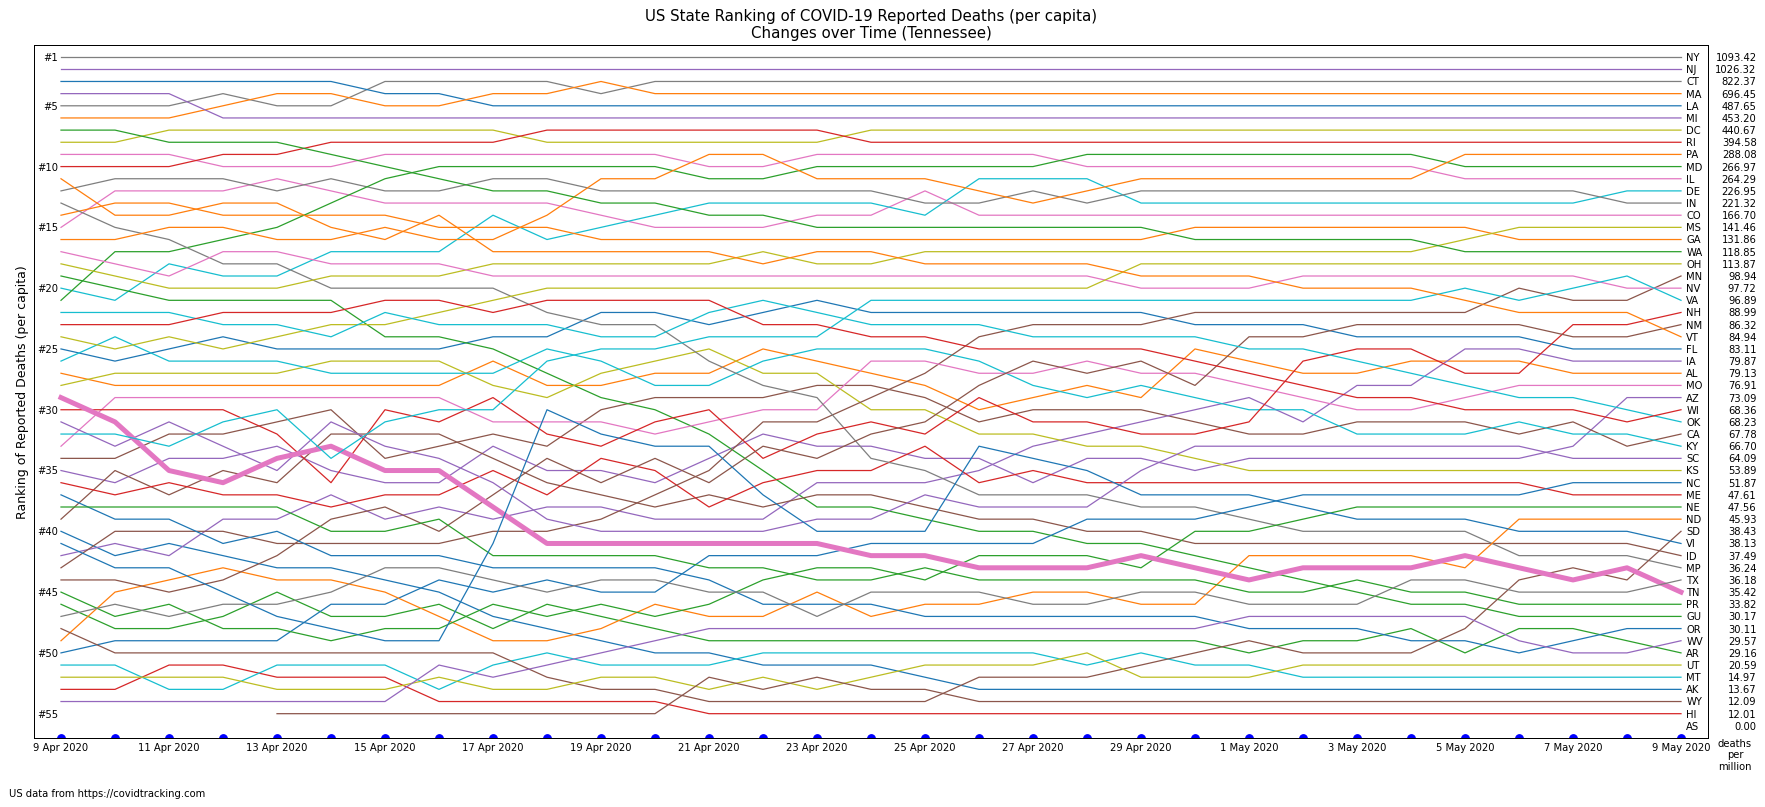 US State Ranking of COVID-19 Reported Deaths (per capita)
Changes over Time (Tennessee)
Ranking of Reported Deaths (per capita)
#1
#5
#10
#15
#20
#25
#30
#35
#40
#45
#50
#55
NY 1093.42
NJ 1026.32
CT 822.37
MA 696.45
LA 487.65
MI 453.20
DC 440.67
RI 394.58
PA 288.08
MD 266.97
IL 264.29
DE 226.95
IN 221.32
CO 166.70
MS 141.46
GA 131.86
WA 118.85
OH 113.87
MN 98.94
NV 97.72
VA 96.89
NH 88.99
NM 86.32
VT 84.94
FL 83.11
IA 79.87
AL 79.13
MO 76.91
AZ 73.09
WI 68.36
OK 68.23
CA 67.78
KY 66.70
SC 64.09
KS 53.89
NC 51.87
ME 47.61
NE 47.56
ND 45.93
SD 38.43
VI 38.13
ID 37.49
MP 36.24
TX 36.18
TN 35.42
PR 33.82
GU 30.17
OR 30.11
WV 29.57
AR 29.16
UT 20.59
MT 14.97
AK 13.67
WY 12.09
HI 12.01
AS 0.00
9 Apr 2020 11 Apr 2020 13 Apr 2020 15 Apr 2020 17 Apr 2020 19 Apr 2020 21 Apr 2020 23 Apr 2020 25 Apr 2020 27 Apr 2020 29 Apr 2020 1 May 2020 3 May 2020 5 May 2020 7 May 2020 9 May 2020
deaths
per
million
US data from https://covidtracking.com